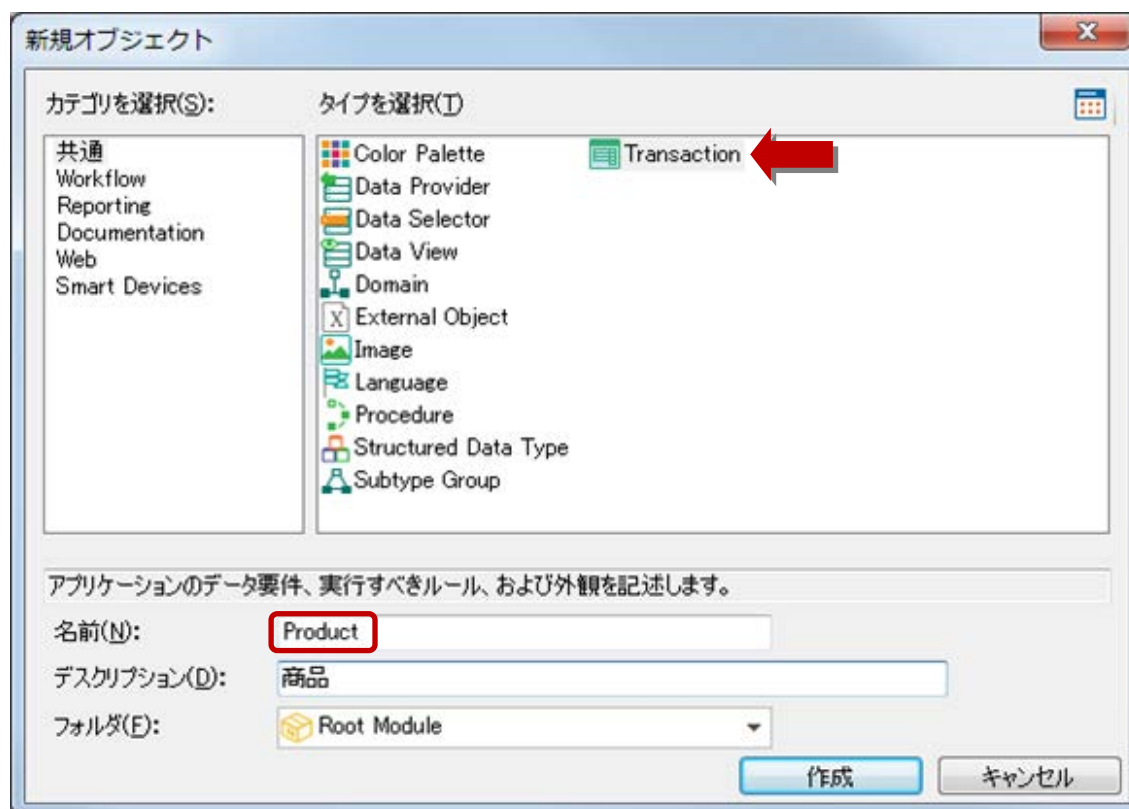 新規オブジェクト
カテゴリを選択(S):
タイプを選択(T)
共通
Workflow
Reporting
Documentation
Web
Smart Devices
Color Palette
Data Provider
Data Selector
Data View
Domain
External Object
Image
Language
Procedure
Structured Data Type
Subtype Group
Transaction
アプリケーションのデータ要件、実行すべきルール、および外観を記述します。
名前(N): Product
デスクリプション(D): 商品
フォルダ(F): Root Module
作成 キャンセル